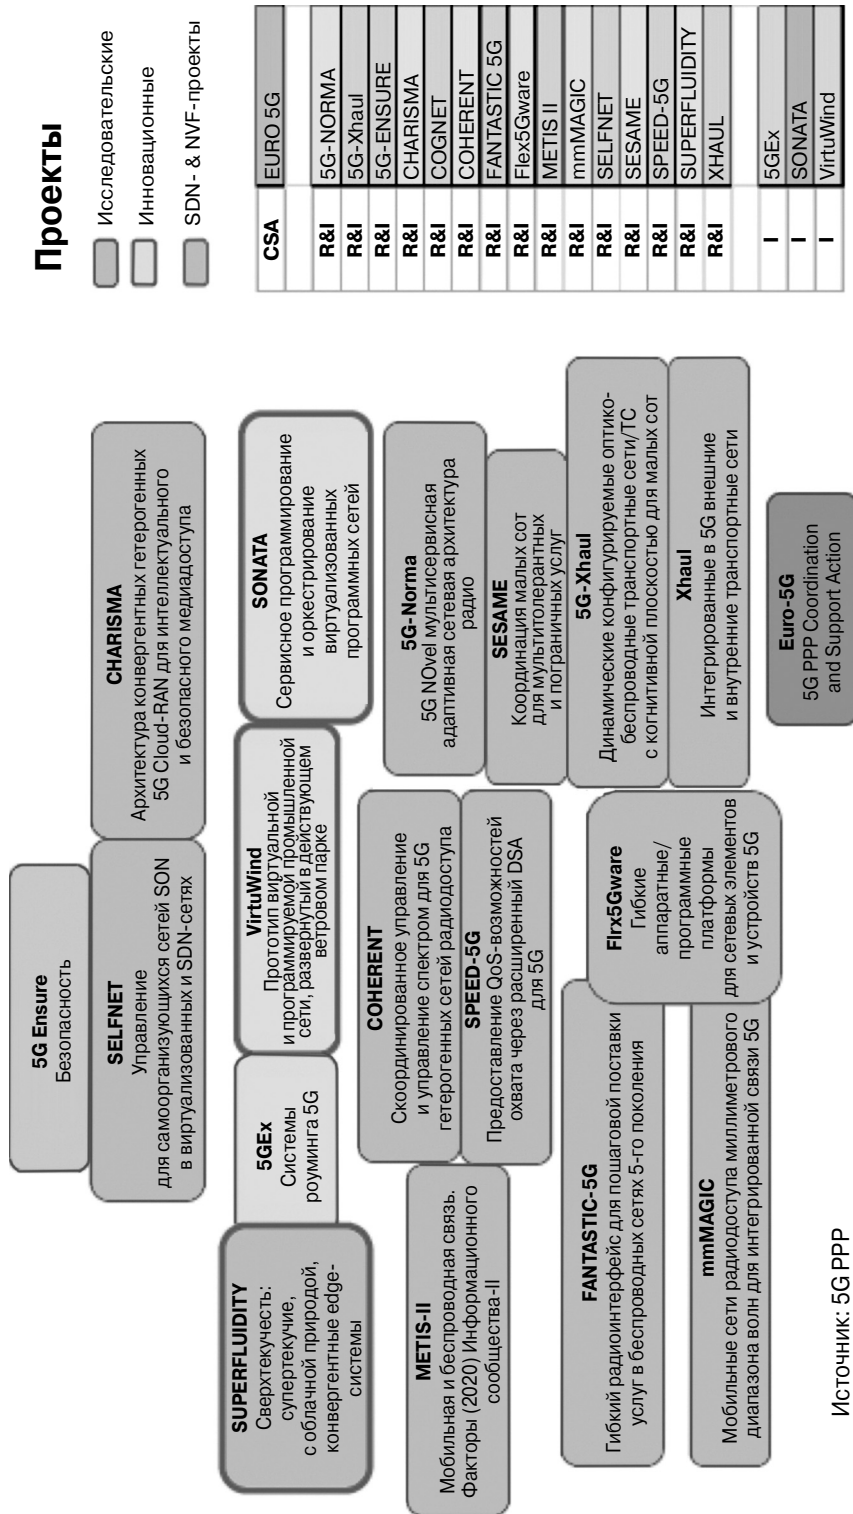 Проекты
Исследовательские
Инновационные
SDN- & NVF-проекты
CSA EURO 5G
R&I 5G-NORMA
R&I 5G-Xhaul
R&I 5G-ENSURE
R&I CHARISMA
R&I COGNET
R&I COHERENT
R&I FANTASTIC 5G
R&I Flex5Gware
R&I METIS II
R&I mmMAGIC
R&I SELFNET
R&I SESAME
R&I SPEED-5G
R&I SUPERFLUIDITY
R&I XHAUL
I 5GEx
I SONATA
I VirtuWind
5G Ensure
Безопасность
SELFNET
Управление
для самоорганизующихся сетей SON
в виртуализованных и SDN-сетях
CHARISMA
Архитектура конвергентных гетерогенных
5G Cloud-RAN для интеллектуального
и безопасного медиадоступа
SUPERFLUIDITY
Сверхтекучесть:
супертекучие,
с облачной природой,
конвергентные edge-
системы
5GEx
Системы
роуминга 5G
VirtuWind
Прототип виртуальной
и программируемой промышленной
сети, развернутый в действующем
ветровом парке
SONATA
Сервисное программирование
и оркестрирование
виртуализованных
программных сетей
METIS-II
Мобильная и беспроводная связь.
Факторы (2020) Информационного
сообщества-II
COHERENT
Скоординированное управление
и управление спектром для 5G
гетерогенных сетей радиодоступа
SPEED-5G
Предоставление QoS-возможностей
охвата через расширенный DSA
для 5G
5G-Norma
5G NOvel мультисервисная
адаптивная сетевая архитектура
радио
SESAME
Координация малых сот
для мультитолерантных
и пограничных услуг
5G-Xhaul
Динамические конфигурируемые оптико-
беспроводные транспортные сети/ТС
с когнитивной плоскостью для малых сот
Xhaul
Интегрированные в 5G внешние
и внутренние транспортные сети
FANTASTIC-5G
Гибкий радиоинтерфейс для пошаговой поставки
услуг в беспроводных сетях 5-го поколения
mmMAGIC
Мобильные сети радиодоступа миллиметрового
диапазона волн для интегрированной связи 5G
Flrx5Gware
Гибкие
аппаратные/
программные
платформы
для сетевых элементов
и устройств 5G
Euro-5G
5G PPP Coordination
and Support Action
Источник: 5G PPP